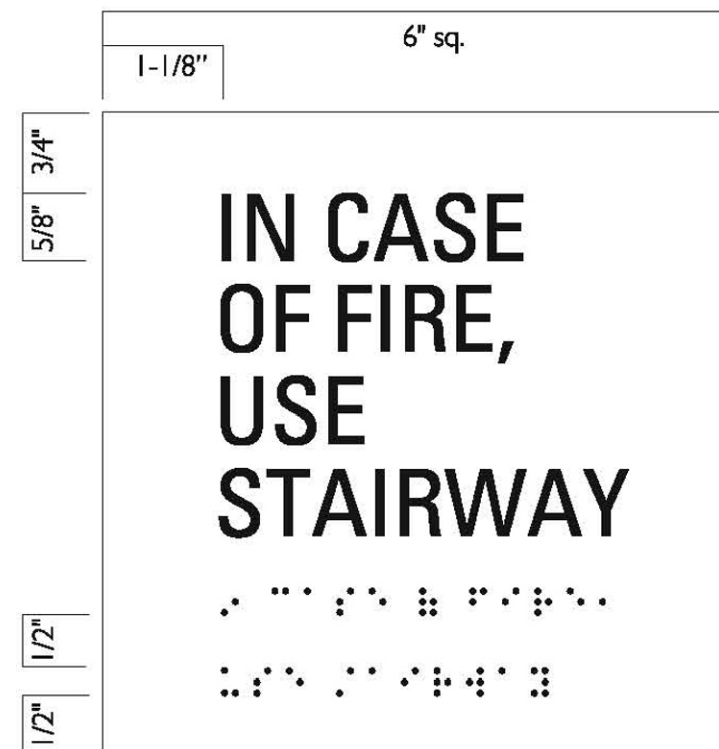 6" sq.
1-1/8"
3/4"
5/8"
IN CASE
OF FIRE,
USE
STAIRWAY
⠔ ⠉⠁⠎⠑ ⠷ ⠋⠊⠗⠑⠂
1/2"
⠥⠎⠑ ⠌⠁⠊⠗⠺⠁⠽
1/2"